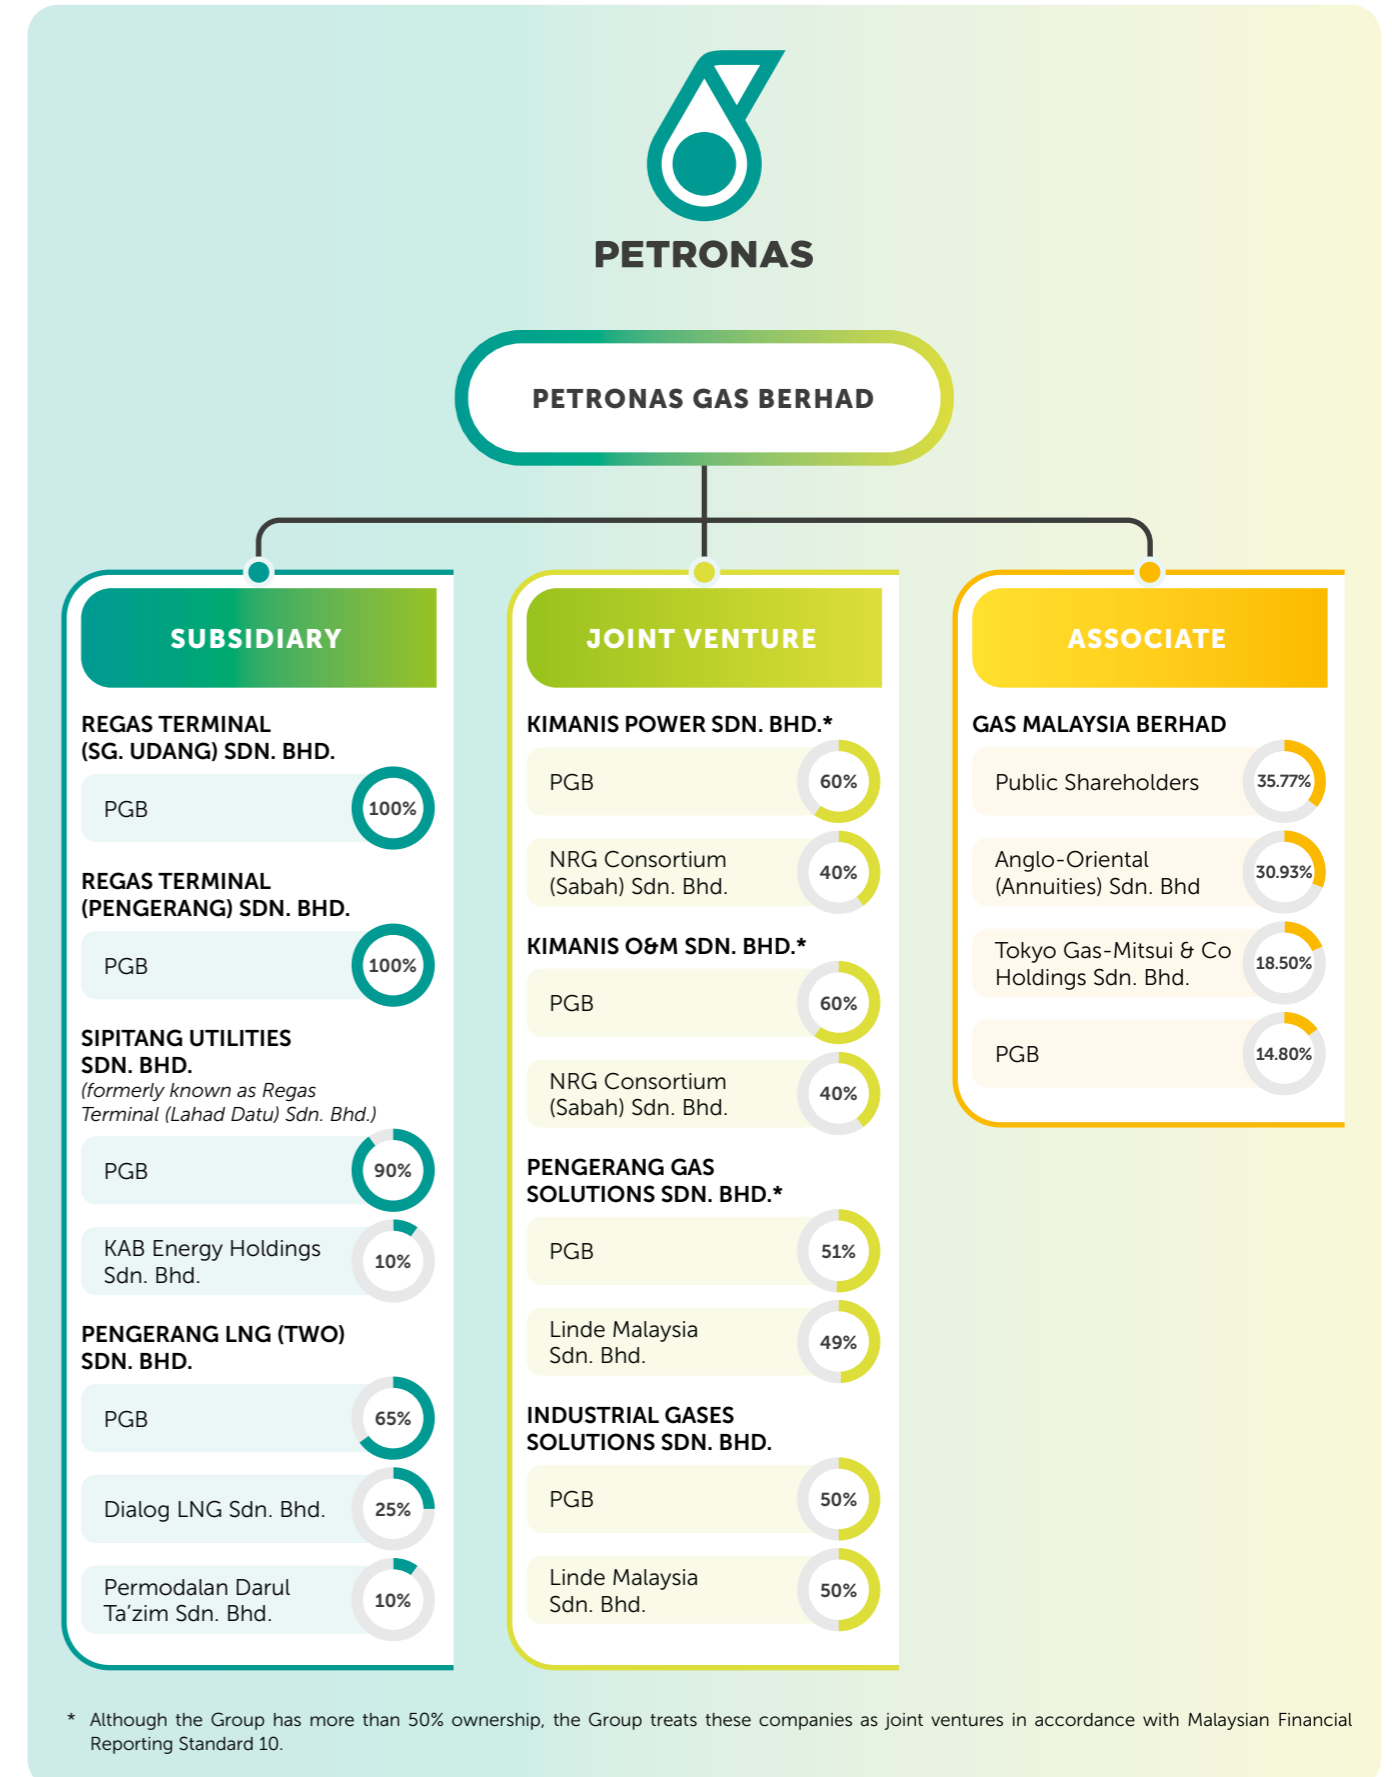 PETRONAS
PETRONAS GAS BERHAD
SUBSIDIARY
REGAS TERMINAL
(SG. UDANG) SDN. BHD.
PGB
100%
REGAS TERMINAL
(PENGERANG) SDN. BHD.
PGB
100%
SIPITANG UTILITIES
SDN. BHD.
(formerly known as Regas
Terminal (Lahad Datu) Sdn. Bhd.)
PGB
90%
KAB Energy Holdings
Sdn. Bhd.
10%
PENGERANG LNG (TWO)
SDN. BHD.
PGB
65%
Dialog LNG Sdn. Bhd.
25%
Permodalan Darul
Ta’zim Sdn. Bhd.
10%
JOINT VENTURE
KIMANIS POWER SDN. BHD.*
PGB
60%
NRG Consortium
(Sabah) Sdn. Bhd.
40%
KIMANIS O&M SDN. BHD.*
PGB
60%
NRG Consortium
(Sabah) Sdn. Bhd.
40%
PENGERANG GAS
SOLUTIONS SDN. BHD.*
PGB
51%
Linde Malaysia
Sdn. Bhd.
49%
INDUSTRIAL GASES
SOLUTIONS SDN. BHD.
PGB
50%
Linde Malaysia
Sdn. Bhd.
50%
ASSOCIATE
GAS MALAYSIA BERHAD
Public Shareholders
35.77%
Anglo-Oriental
(Annuities) Sdn. Bhd
30.93%
Tokyo Gas-Mitsui & Co
Holdings Sdn. Bhd.
18.50%
PGB
14.80%
* Although the Group has more than 50% ownership, the Group treats these companies as joint ventures in accordance with Malaysian Financial
Reporting Standard 10.